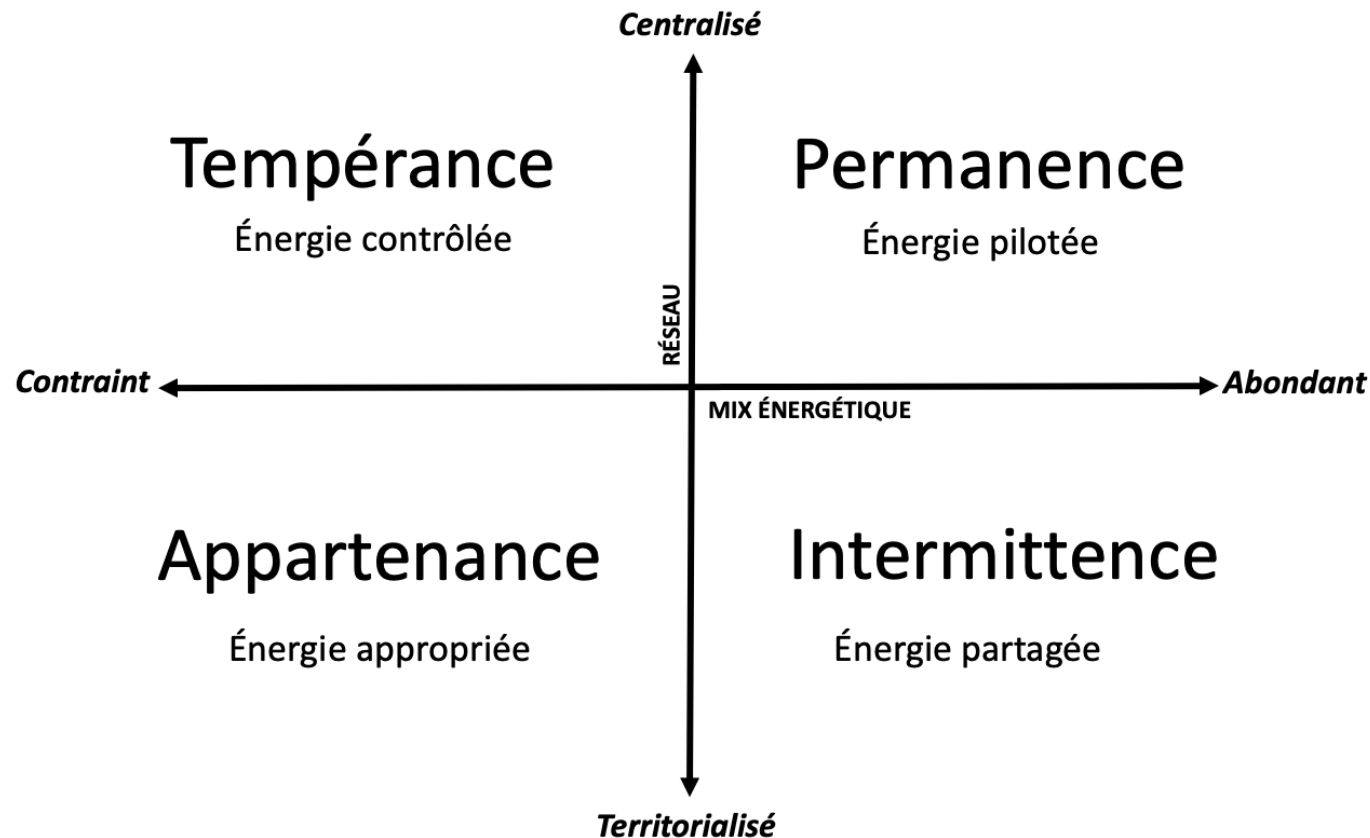 Centralisé
Tempérance
Énergie contrôlée
Permanence
Énergie pilotée
RÉSEAU
Contraint
Abondant
MIX ÉNERGÉTIQUE
Appartenance
Énergie appropriée
Intermittence
Énergie partagée
Territorialisé